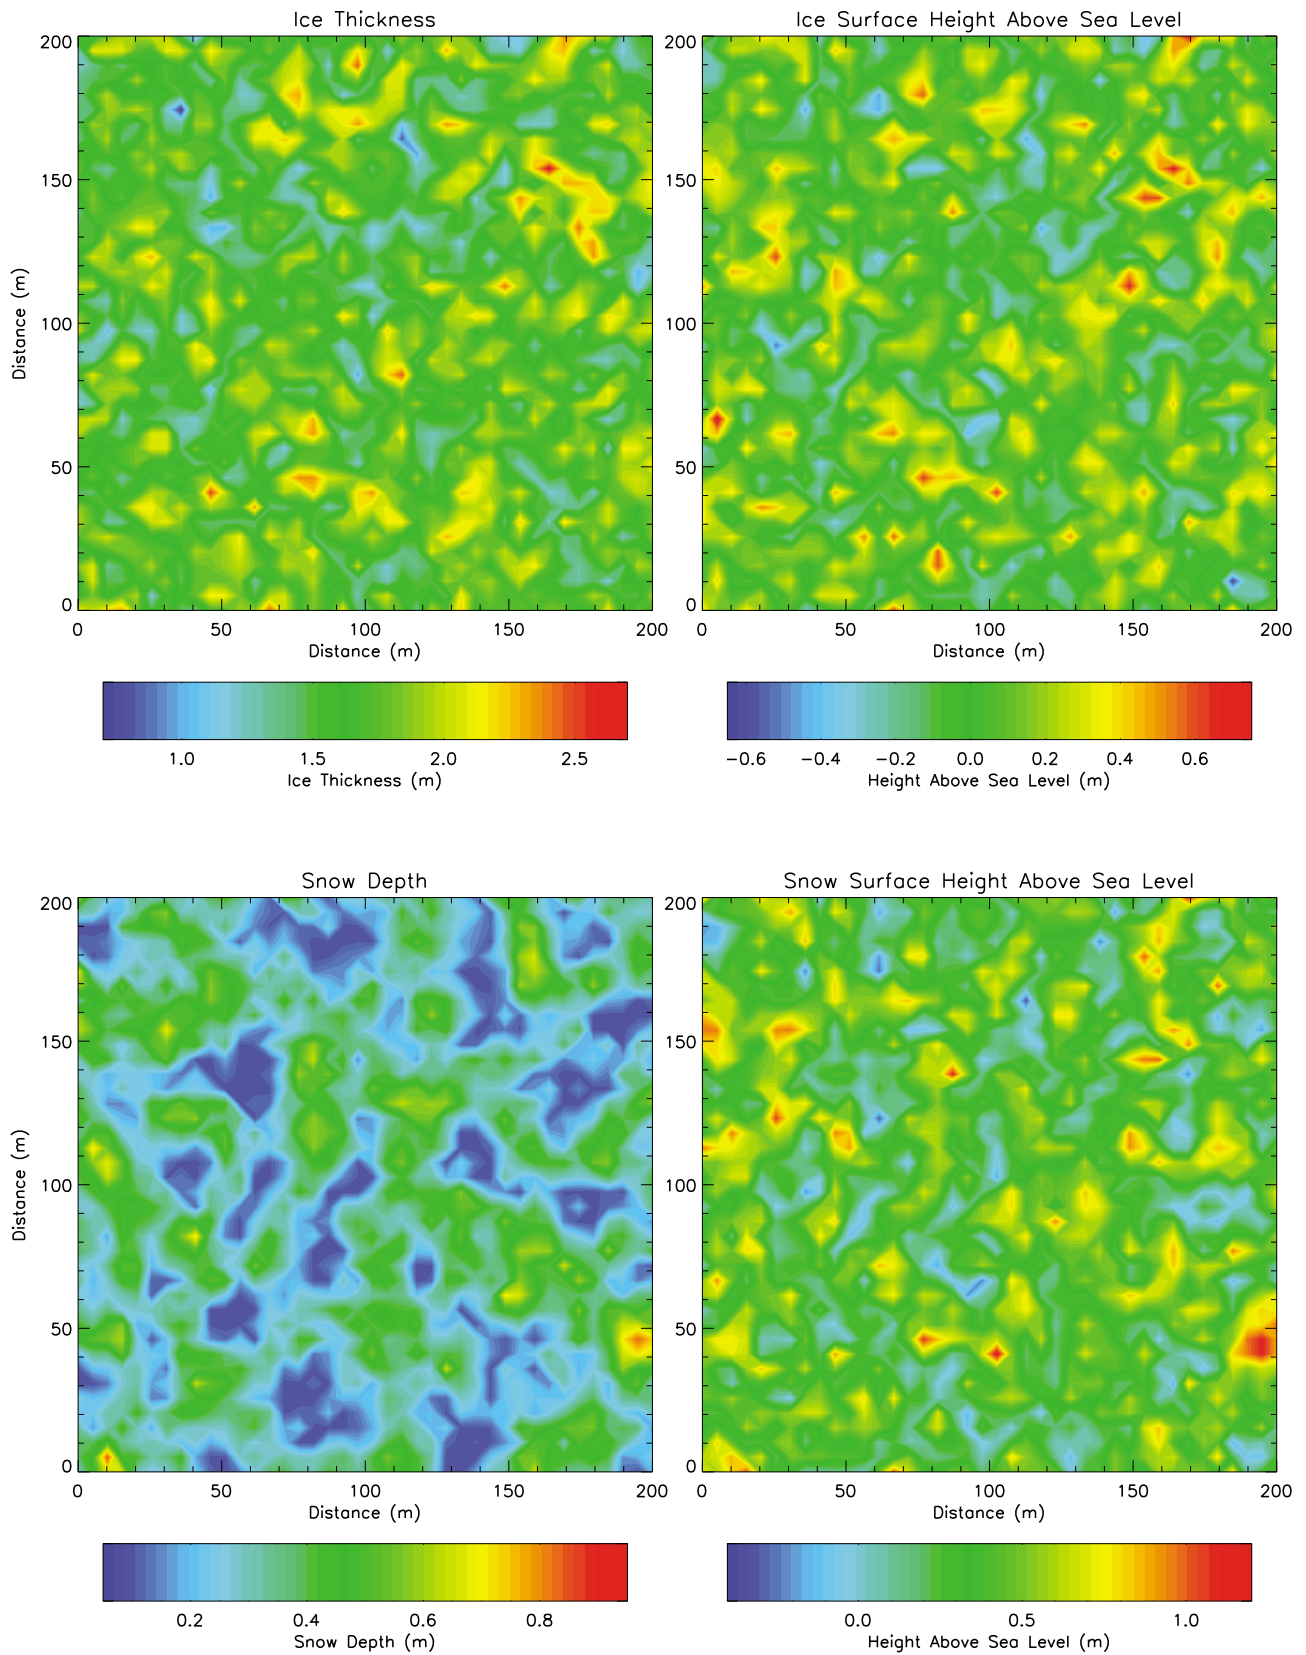 Ice Thickness
Ice Surface Height Above Sea Level
200
150
100
50
0
Distance (m)
200
150
100
50
0
0 50 100 150 200
Distance (m)
0 50 100 150 200
Distance (m)
1.0 1.5 2.0 2.5
Ice Thickness (m)
−0.6 −0.4 −0.2 0.0 0.2 0.4 0.6
Height Above Sea Level (m)
Snow Depth
Snow Surface Height Above Sea Level
200
150
100
50
0
Distance (m)
200
150
100
50
0
0 50 100 150 200
Distance (m)
0 50 100 150 200
Distance (m)
0.2 0.4 0.6 0.8
Snow Depth (m)
0.0 0.5 1.0
Height Above Sea Level (m)